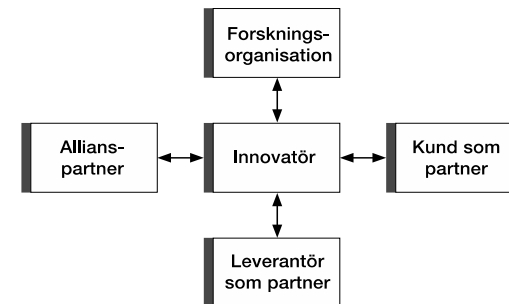 Forsknings-
organisation
Allians-
partner
Innovatör
Kund som
partner
Leverantör
som partner